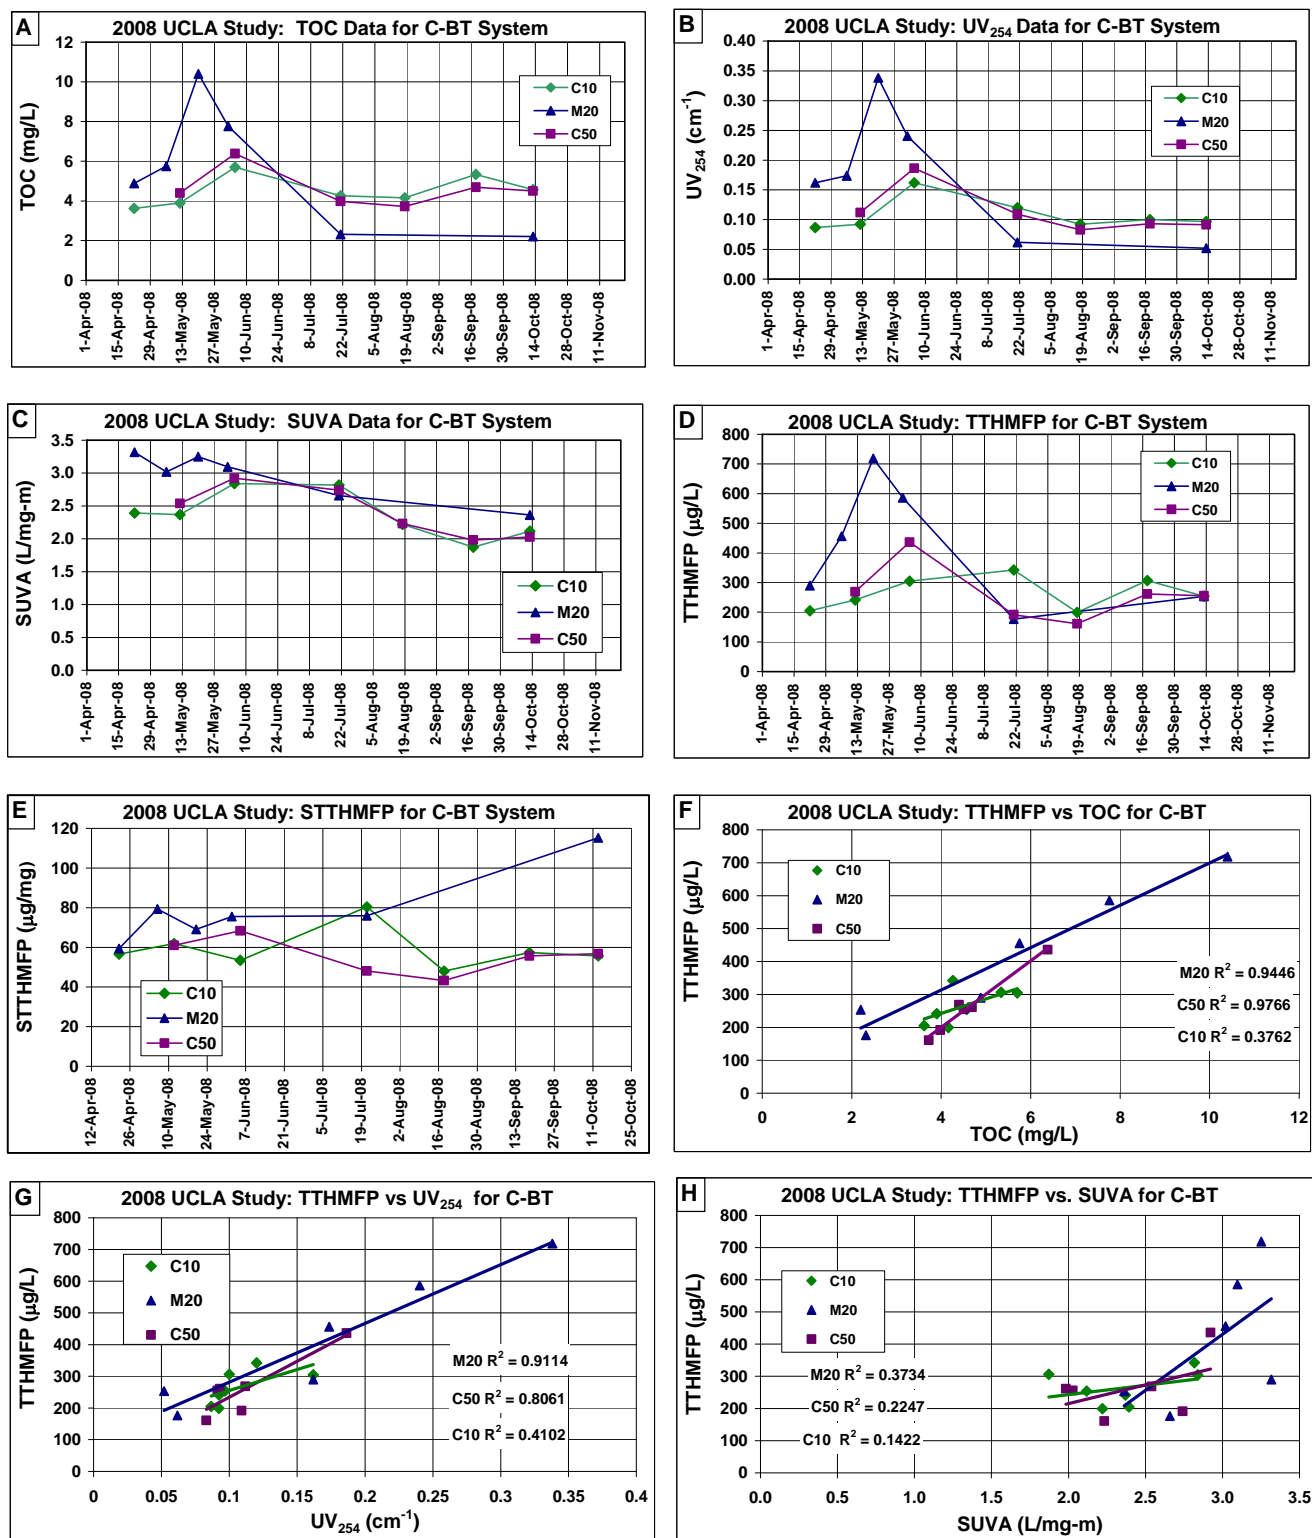 A
2008 UCLA Study: TOC Data for C-BT System
TOC (mg/L)
12
10
8
6
4
2
0
C10
M20
C50
1-Apr-08
15-Apr-08
29-Apr-08
13-May-08
27-May-08
10-Jun-08
24-Jun-08
8-Jul-08
22-Jul-08
5-Aug-08
19-Aug-08
2-Sep-08
16-Sep-08
30-Sep-08
14-Oct-08
28-Oct-08
11-Nov-08
B
2008 UCLA Study: UV254 Data for C-BT System
UV254 (cm-1)
0.40
0.35
0.30
0.25
0.20
0.15
0.10
0.05
0.00
C10
M20
C50
1-Apr-08
15-Apr-08
29-Apr-08
13-May-08
27-May-08
10-Jun-08
24-Jun-08
8-Jul-08
22-Jul-08
5-Aug-08
19-Aug-08
2-Sep-08
16-Sep-08
30-Sep-08
14-Oct-08
28-Oct-08
11-Nov-08
C
2008 UCLA Study: SUVA Data for C-BT System
SUVA (L/mg-m)
3.5
3.0
2.5
2.0
1.5
1.0
0.5
0.0
C10
M20
C50
1-Apr-08
15-Apr-08
29-Apr-08
13-May-08
27-May-08
10-Jun-08
24-Jun-08
8-Jul-08
22-Jul-08
5-Aug-08
19-Aug-08
2-Sep-08
16-Sep-08
30-Sep-08
14-Oct-08
28-Oct-08
11-Nov-08
D
2008 UCLA Study: TTHMFP for C-BT System
TTHMFP (µg/L)
800
700
600
500
400
300
200
100
0
C10
M20
C50
1-Apr-08
15-Apr-08
29-Apr-08
13-May-08
27-May-08
10-Jun-08
24-Jun-08
8-Jul-08
22-Jul-08
5-Aug-08
19-Aug-08
2-Sep-08
16-Sep-08
30-Sep-08
14-Oct-08
28-Oct-08
11-Nov-08
E
2008 UCLA Study: STTHMFP for C-BT System
STTHMFP (µg/mg)
120
100
80
60
40
20
0
C10
M20
C50
12-Apr-08
26-Apr-08
10-May-08
24-May-08
7-Jun-08
21-Jun-08
5-Jul-08
19-Jul-08
2-Aug-08
16-Aug-08
30-Aug-08
13-Sep-08
27-Sep-08
11-Oct-08
25-Oct-08
F
2008 UCLA Study: TTHMFP vs TOC for C-BT
TTHMFP (µg/L)
800
700
600
500
400
300
200
100
0
C10
M20
C50
M20 R2 = 0.9446
C50 R2 = 0.9766
C10 R2 = 0.3762
0 2 4 6 8 10 12
TOC (mg/L)
G
2008 UCLA Study: TTHMFP vs UV254 for C-BT
TTHMFP (µg/L)
800
700
600
500
400
300
200
100
0
C10
M20
C50
M20 R2 = 0.9114
C50 R2 = 0.8061
C10 R2 = 0.4102
0 0.05 0.1 0.15 0.2 0.25 0.3 0.35 0.4
UV254 (cm-1)
H
2008 UCLA Study: TTHMFP vs. SUVA for C-BT
TTHMFP (µg/L)
800
700
600
500
400
300
200
100
0
C10
M20
C50
M20 R2 = 0.3734
C50 R2 = 0.2247
C10 R2 = 0.1422
0.0 0.5 1.0 1.5 2.0 2.5 3.0 3.5
SUVA (L/mg-m)